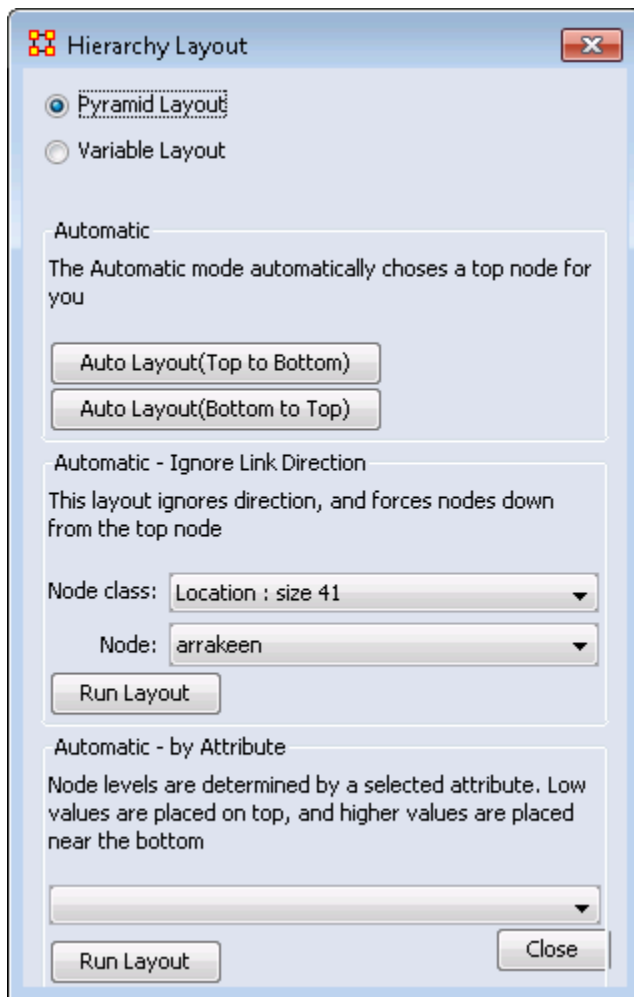 Hierarchy Layout
Pyramid Layout
Variable Layout
Automatic
The Automatic mode automatically choses a top node for
you
Auto Layout(Top to Bottom)
Auto Layout(Bottom to Top)
Automatic - Ignore Link Direction
This layout ignores direction, and forces nodes down
from the top node
Node class: Location : size 41
Node: arrakeen
Run Layout
Automatic - by Attribute
Node levels are determined by a selected attribute. Low
values are placed on top, and higher values are placed
near the bottom
Close
Run Layout